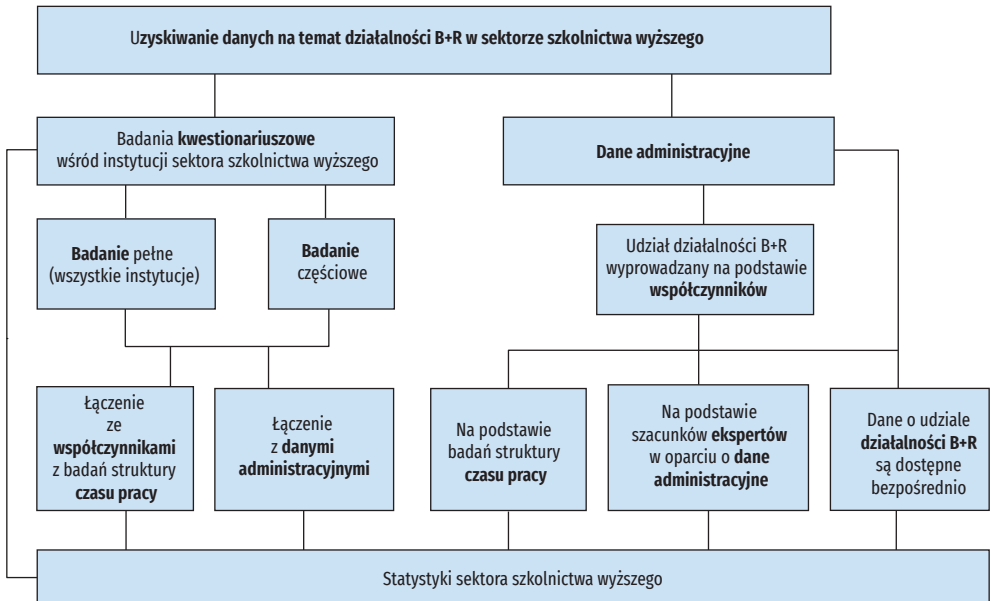 Uzyskiwanie danych na temat działalności B+R w sektorze szkolnictwa wyższego
Badania kwestionariuszowe
wśród instytucji sektora szkolnictwa wyższego
Dane administracyjne
Badanie pełne
(wszystkie instytucje)
Badanie
częściowe
Udział działalności B+R
wyprowadzany na podstawie
współczynników
Łączenie
ze
współczynnikami
z badań struktury
czasu pracy
Łączenie
z danymi
administracyjnymi
Na podstawie
badań struktury
czasu pracy
Na podstawie
szacunków ekspertów
w oparciu o dane
administracyjne
Dane o udziale
działalności B+R
są dostępne
bezpośrednio
Statystyki sektora szkolnictwa wyższego